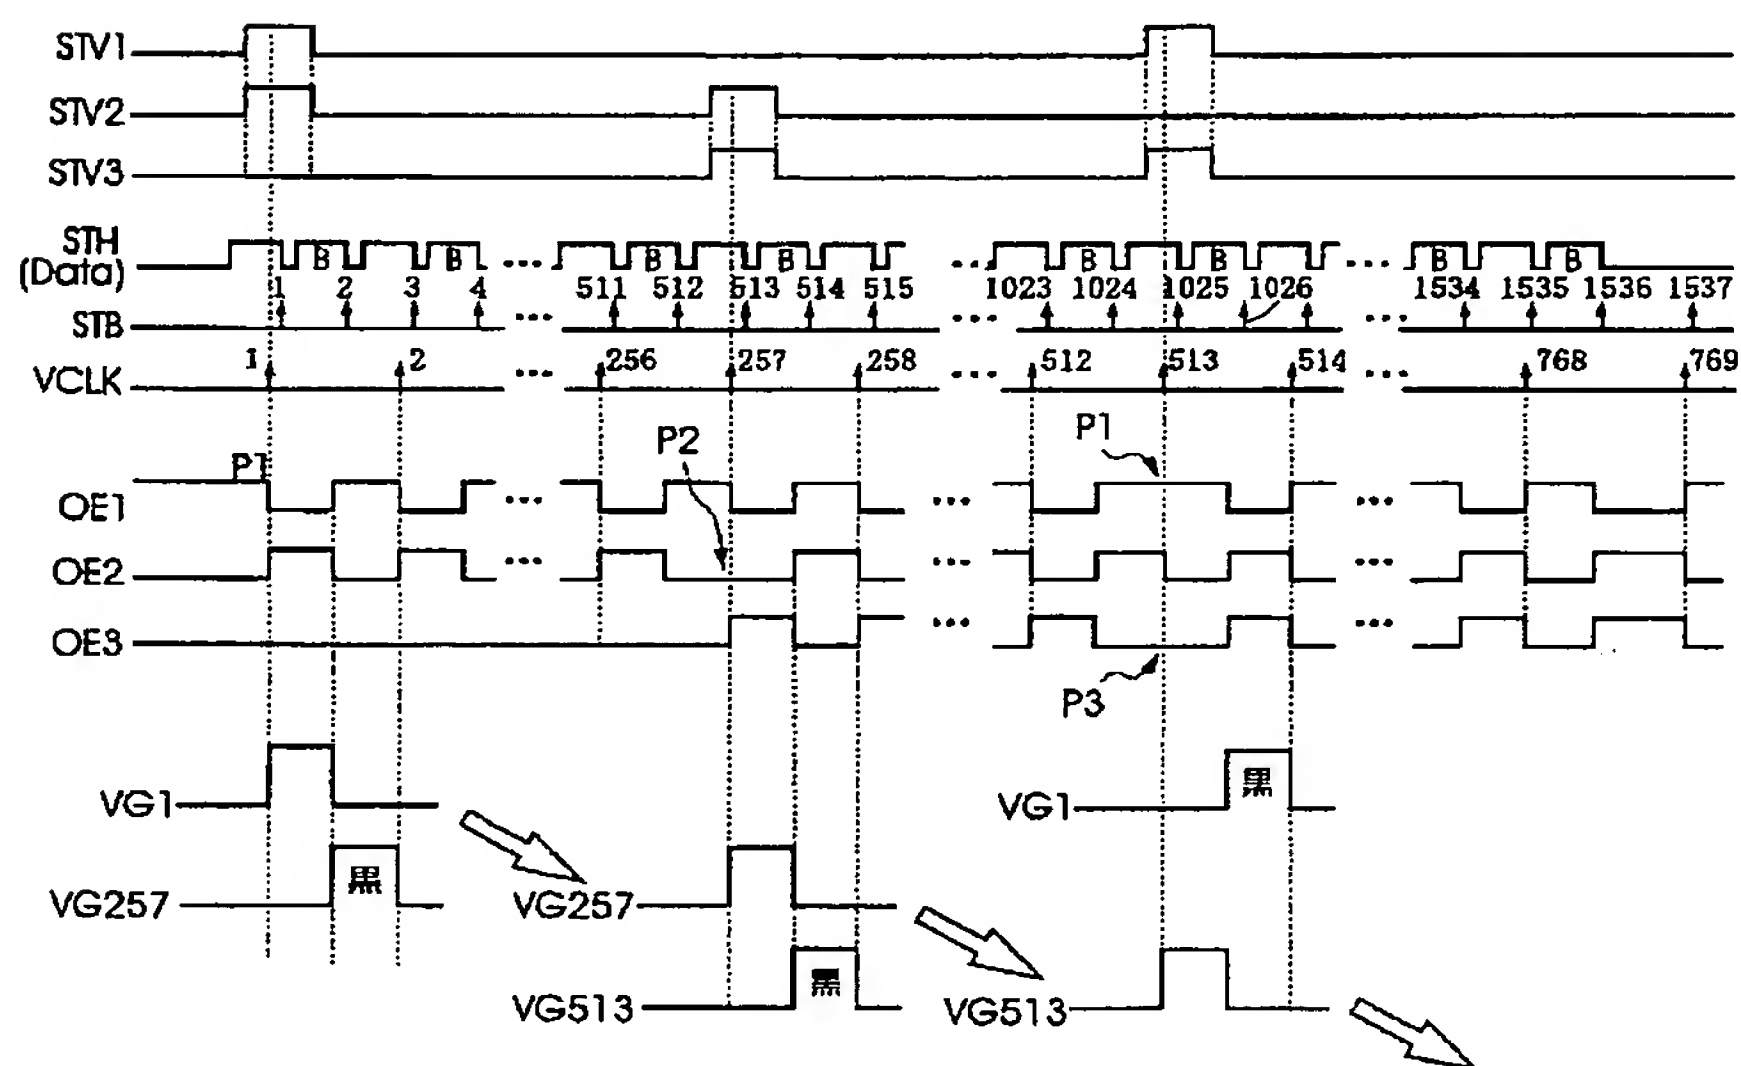 STV1
STV2
STV3
STH
(Data)
B B B B B B B B
1 2 3 4 511 512 513 514 515 1023 1024 1025 1026 1534 1535 1536 1537
STB
1 2 256 257 258 512 513 514 768 769
VCLK
P2 P1
P1
OE1
OE2
OE3
P3
VG1 VG1 黒
黒
VG257 VG257
黒
VG513 VG513